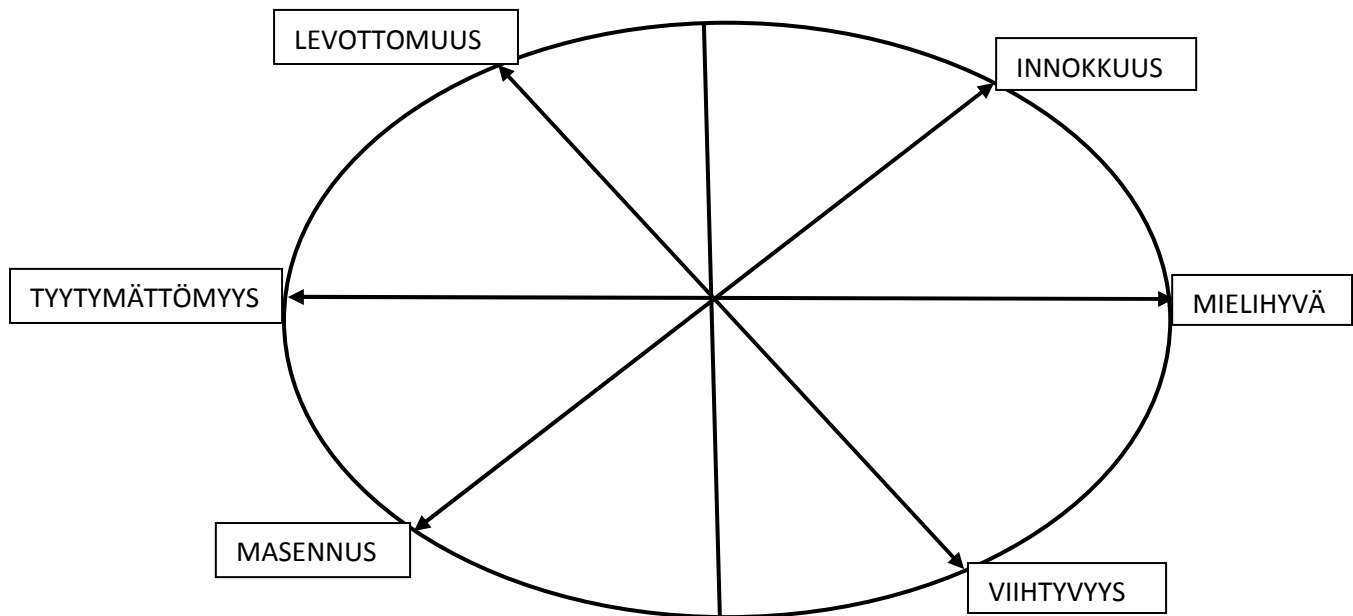 LEVOTTOMUUS
INNOKKUUS
TYYTYMÄTTÖMYYS
MIELIHYVÄ
MASENNUS
VIIHTYVYYS